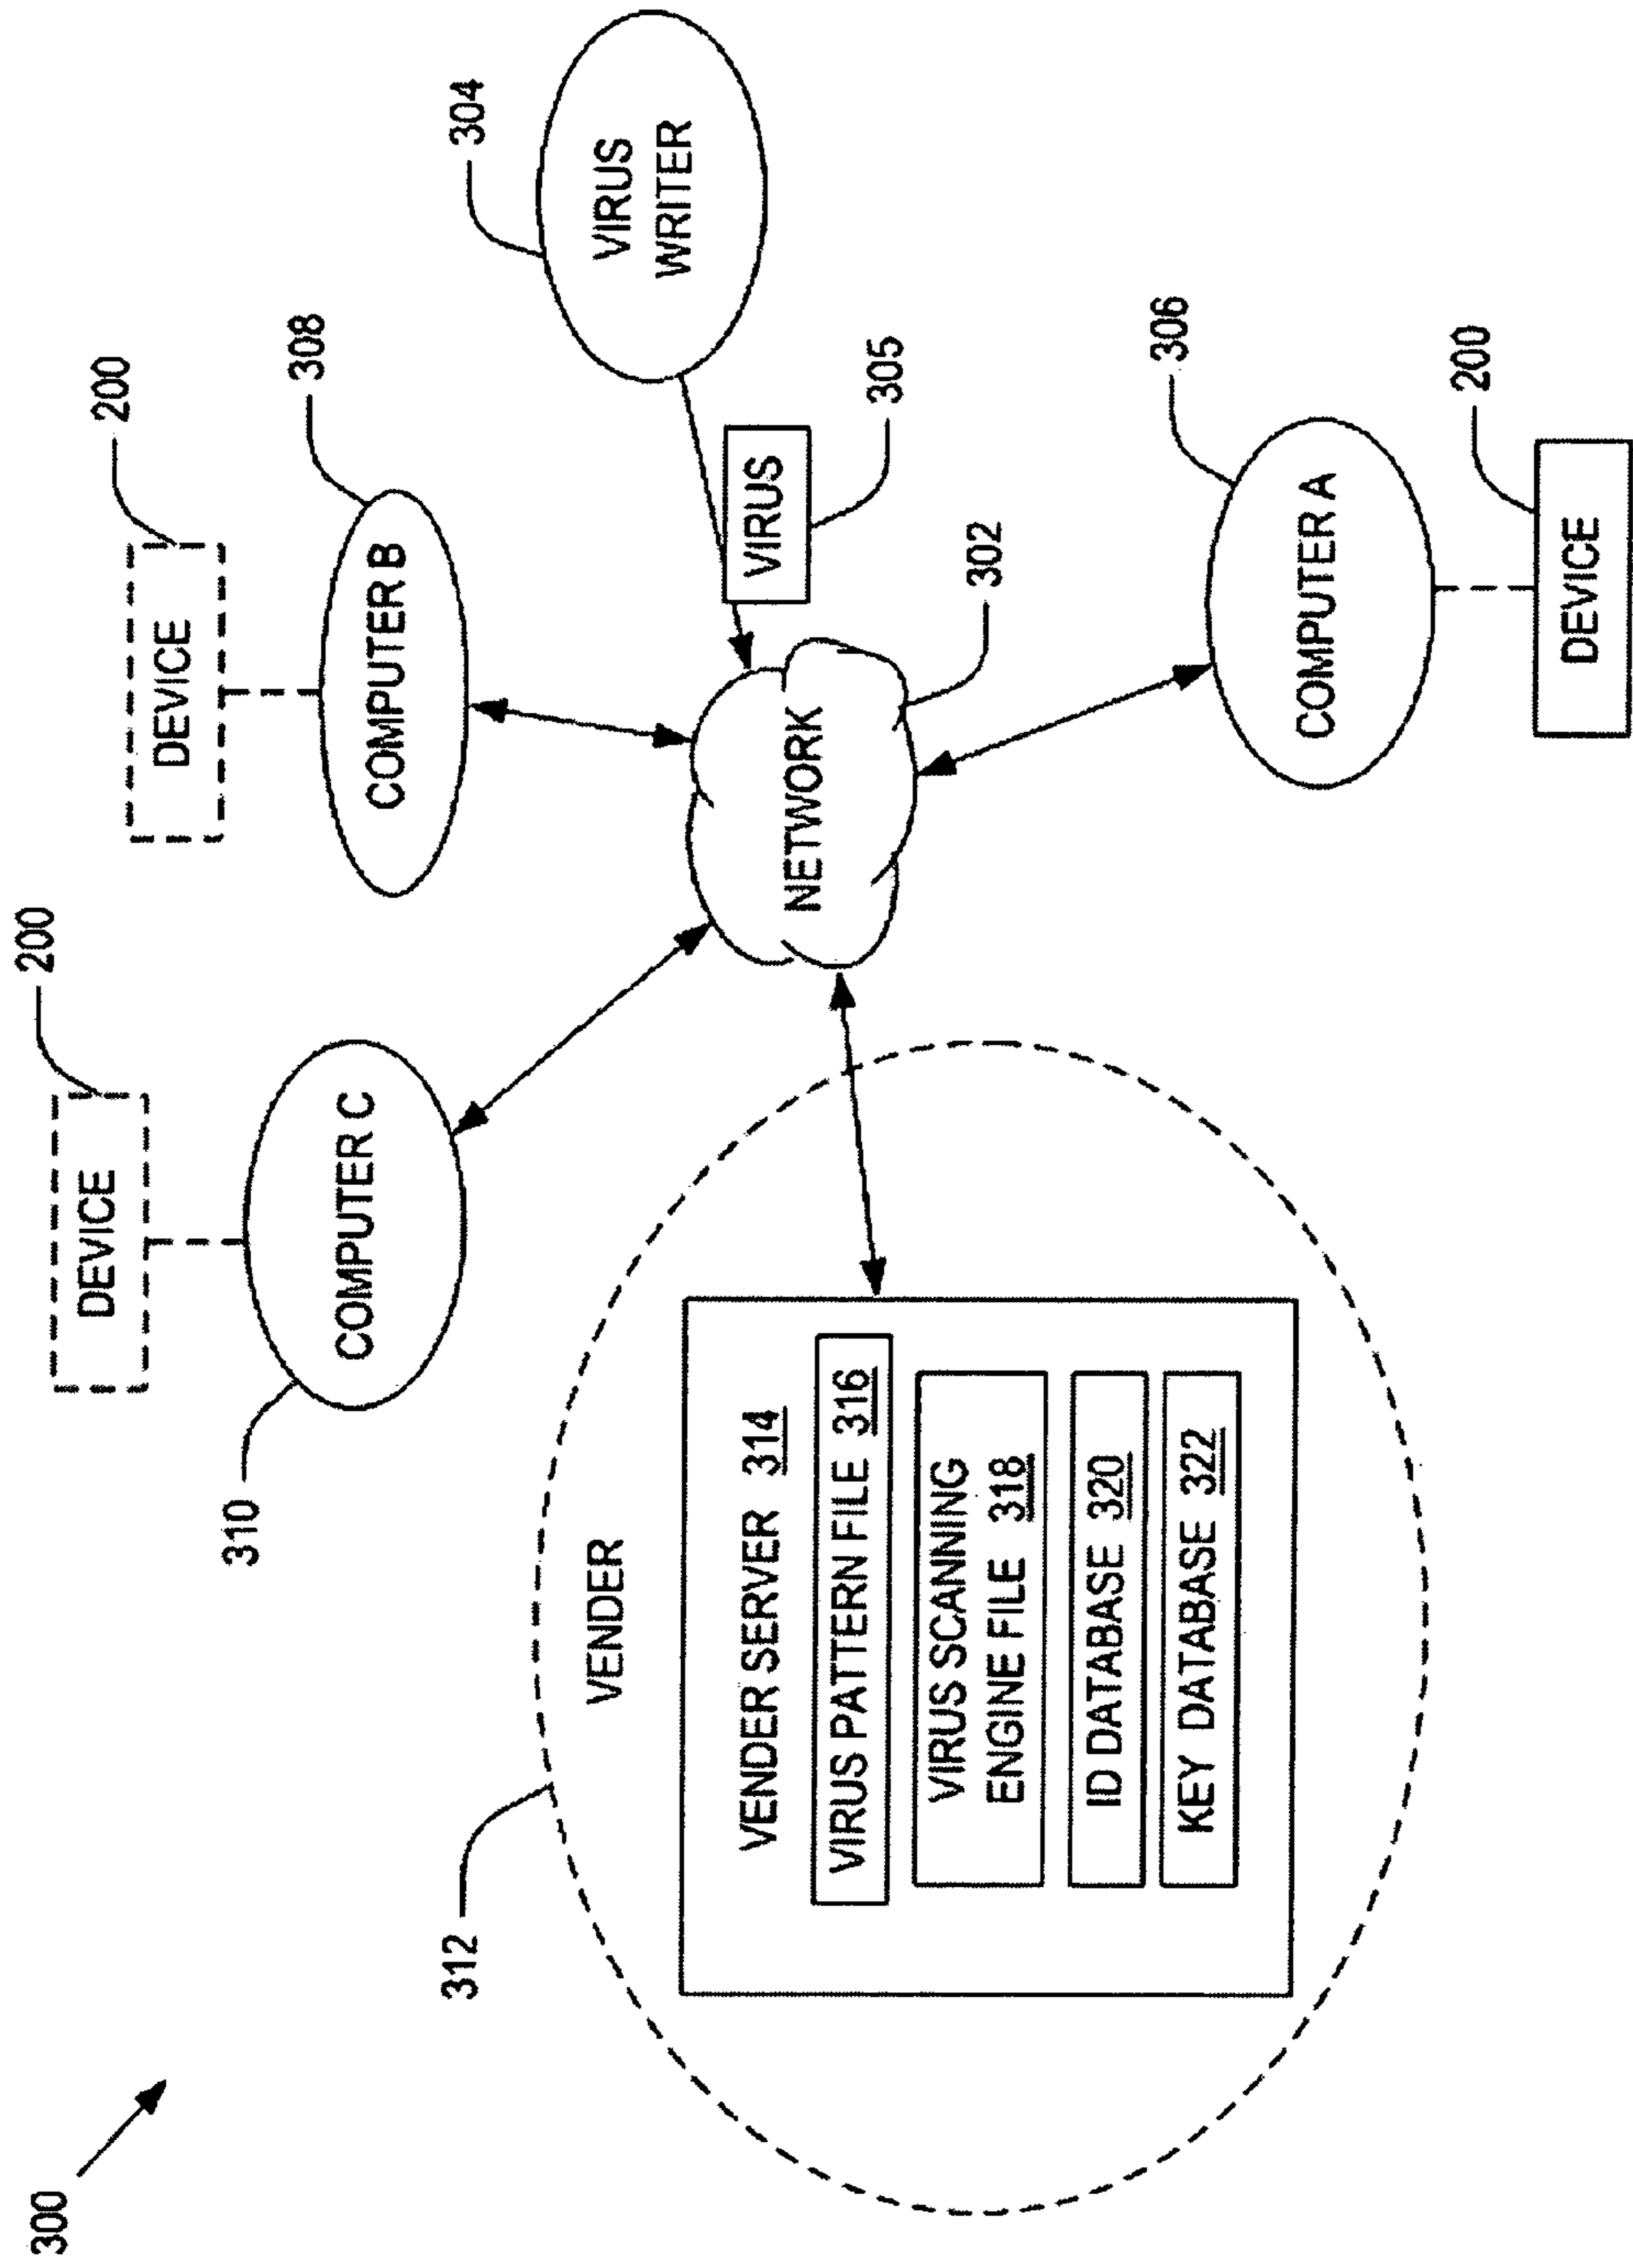 300
200
DEVICE
200
DEVICE
310
COMPUTER C
308
COMPUTER B
304
VIRUS
WRITER
VIRUS
305
NETWORK
302
312
VENDER
VENDER SERVER 314
VIRUS PATTERN FILE 316
VIRUS SCANNING
ENGINE FILE 318
ID DATABASE 320
KEY DATABASE 322
306
COMPUTER A
200
DEVICE